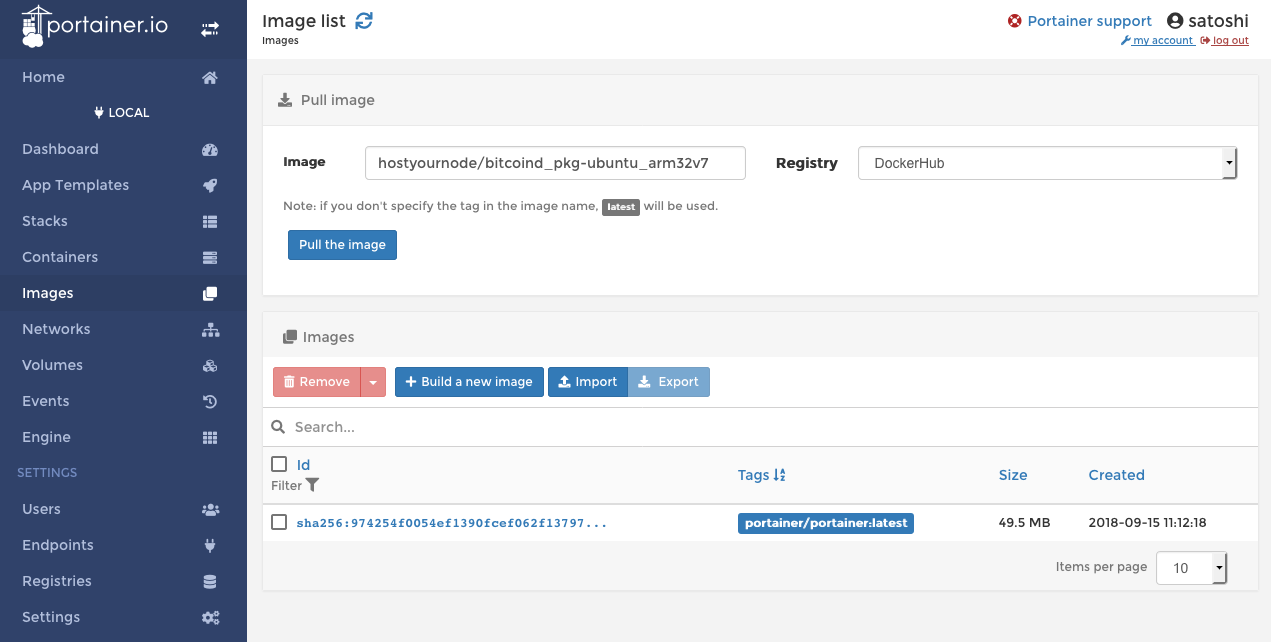 portainer.io
Home
LOCAL
Dashboard
App Templates
Stacks
Containers
Images
Networks
Volumes
Events
Engine
SETTINGS
Users
Endpoints
Registries
Settings
Image list
Images
Portainer support satoshi
my account log out
Pull image
Image hostyournode/bitcoind_pkg-ubuntu_arm32v7 Registry DockerHub
Note: if you don't specify the tag in the image name, latest will be used.
Pull the image
Images
Remove Build a new image Import Export
Search...
Id Tags Size Created
Filter
sha256:974254f0054ef1390fcef062f13797... portainer/portainer:latest 49.5 MB 2018-09-15 11:12:18
Items per page 10